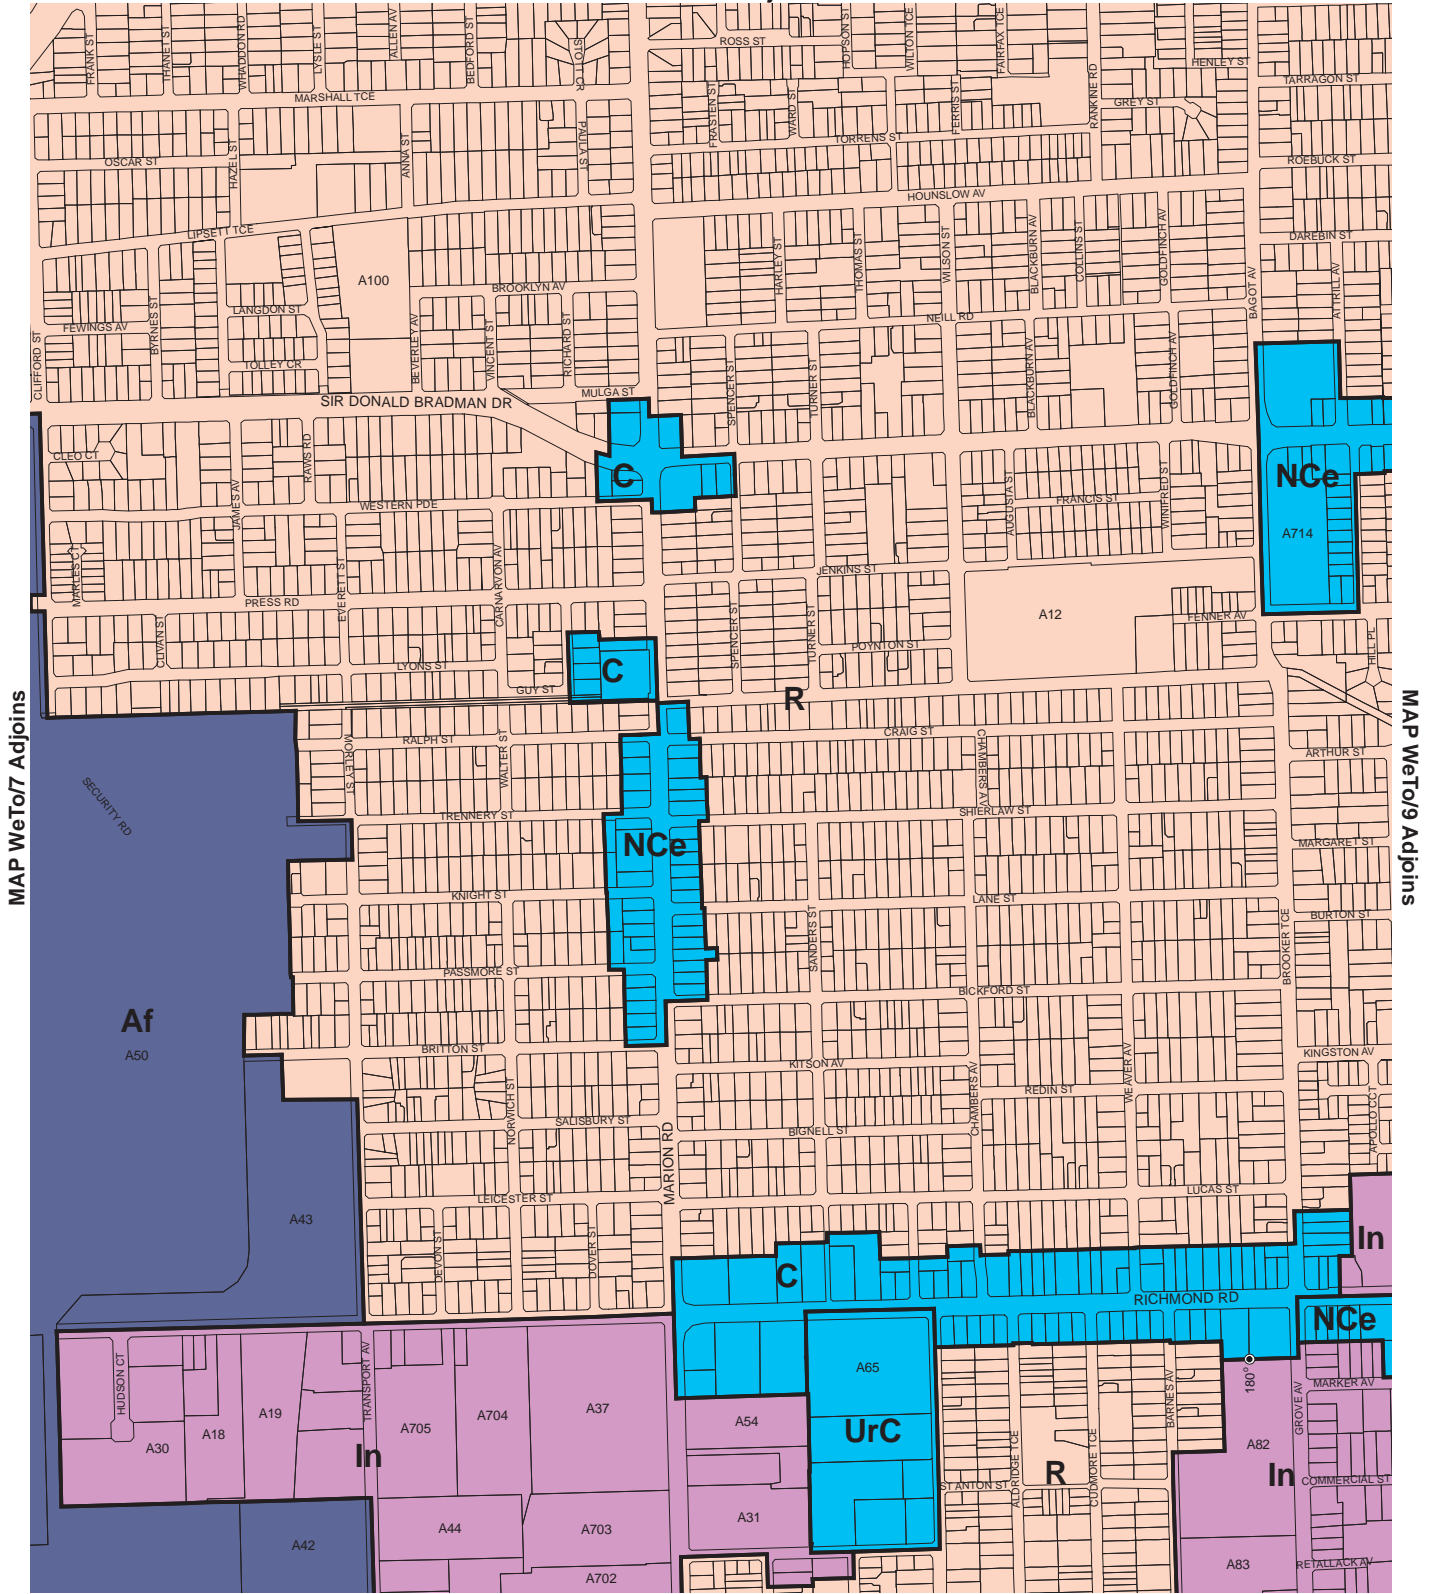 FRANK ST
THANET ST
WHADDON RD
LYSLE ST
ALLEN AV
BEDFORD ST
STOTT CR
ROSS ST
HOPSON ST
WILTON TCE
FAIRFAX TCE
HENLEY ST
TARRAGON ST
MARSHALL TCE
FRASTEN ST
WARD ST
FERRIS ST
RANKINE RD
GREY ST
OSCAR ST
HAZEL ST
ANNA ST
PAULA ST
TORRENS ST
ROEBUCK ST
HOUNSLOW AV
LIPSETT TCE
HARLEY ST
THOMAS ST
WILSON ST
BLACKBURN AV
COLLINS ST
GOLDFINCH AV
DAREBIN ST
A100
BROOKLYN AV
BAGOT AV
ATTRILL AV
LANGDON ST
NEILL RD
FEWINGS AV
BYRNES ST
CLIFFORD ST
TOLLEY CR
BEVERLEY AV
VINCENT ST
RICHARD ST
SPENCER ST
TURNER ST
BLACKBURN AV
GOLDFINCH AV
MULGA ST
SIR DONALD BRADMAN DR
CLEO CT
RAWS RD
C
NCe
JAMES AV
WESTERN PDE
AUGUSTA ST
FRANCIS ST
WINIFRED ST
A714
MARLES CT
EVERETT ST
CARNARVON AV
JENKINS ST
PRESS RD
A12
FENNER AV
CLIVAN ST
SPENCER ST
TURNER ST
POYNTON ST
HILL PL
LYONS ST
C
GUY ST
R
MAP WeTo/7 Adjoins
MAP WeTo/9 Adjoins
RALPH ST
MORLEY ST
WALTER ST
CRAIG ST
CHAMBERS AV
ARTHUR ST
SECURITY RD
TRENNERY ST
SHIERLAW ST
NCe
MARGARET ST
KNIGHT ST
LANE ST
SANDERS ST
BURTON ST
BROOKER TCE
PASSMORE ST
BICKFORD ST
Af
A50
BRITTON ST
KITSON AV
KINGSTON AV
WEAVER AV
NORWICH ST
CHAMBERS AV
REDIN ST
SALISBURY ST
BIGNELL ST
APOLLO CCT
MARION RD
LEICESTER ST
LUCAS ST
A43
DEVON ST
DOVER ST
In
C
RICHMOND RD
NCe
HUDSON CT
TRANSPORT AV
A65
180°
MARKER AV
BARNES AV
GROVE AV
A19
A705
A704
A37
A54
A18
A30
In
UrC
A82
ALDRIDGE TCE
R
CUDMORE TCE
In
COMMERCIAL ST
ST ANTON ST
A31
A44
A703
A42
A702
A83
RETALLACK AV